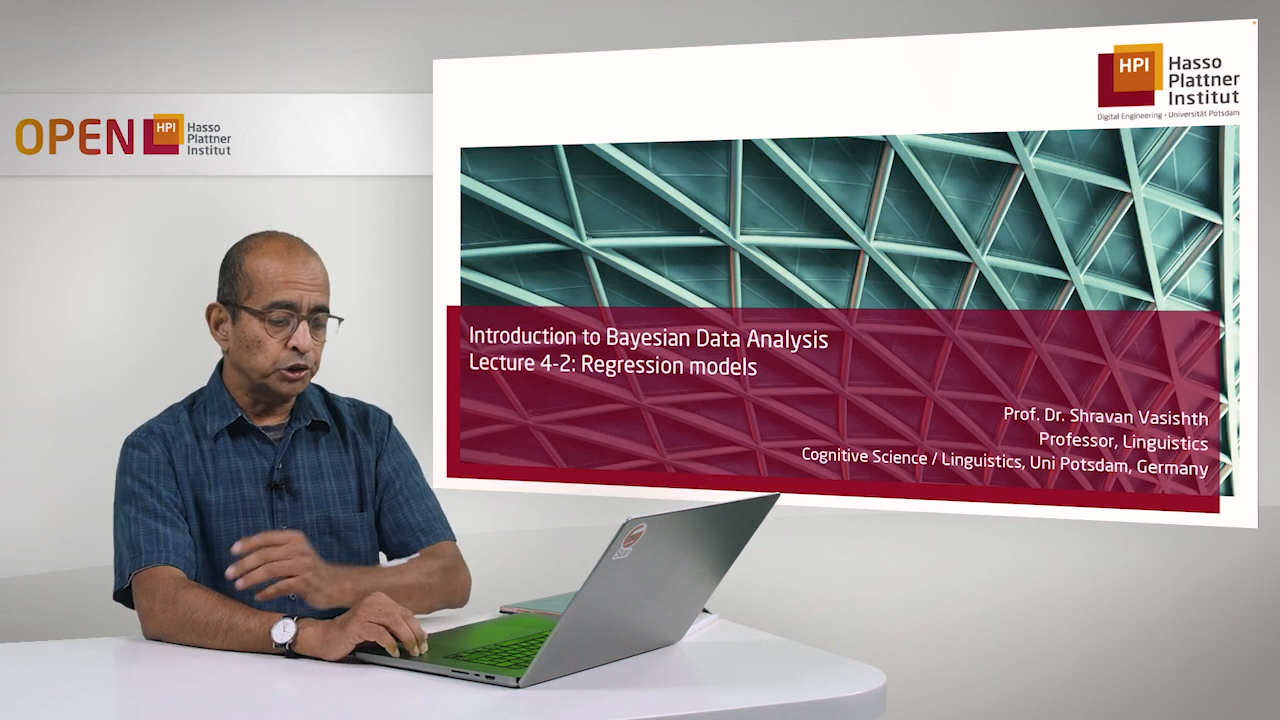 OPEN
HPI
Hasso
Plattner
Institut
HPI
Hasso
Plattner
Institut
Digital Engineering • Universität Potsdam
Introduction to Bayesian Data Analysis
Lecture 4-2: Regression models
Prof. Dr. Shravan Vasishth
Professor, Linguistics
Cognitive Science / Linguistics, Uni Potsdam, Germany
Stan